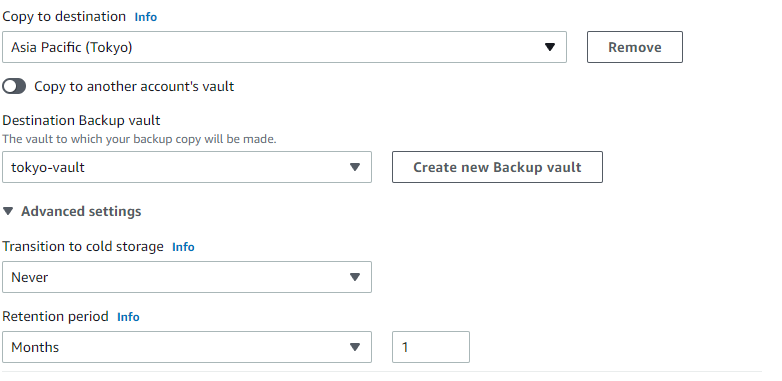 Copy to destination Info
Asia Pacific (Tokyo) Remove
Copy to another account's vault
Destination Backup vault
The vault to which your backup copy will be made.
tokyo-vault Create new Backup vault
Advanced settings
Transition to cold storage Info
Never
Retention period Info
Months 1